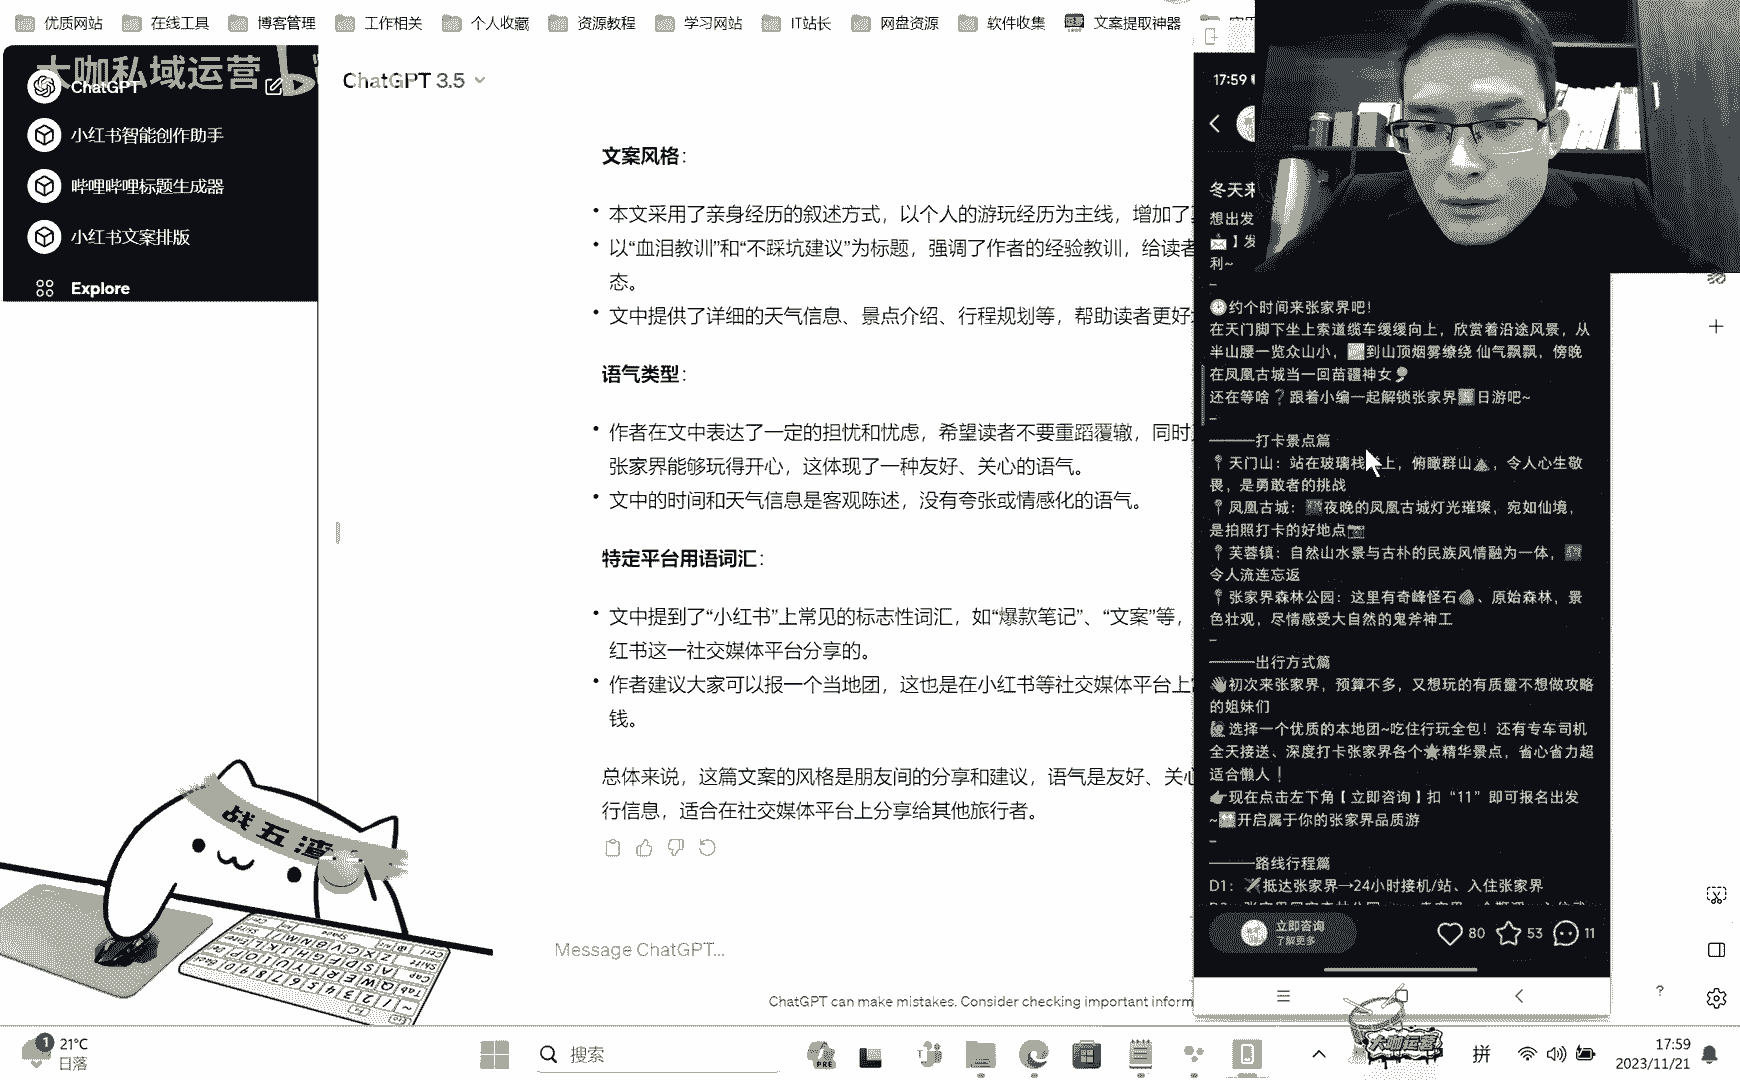 优质网站
在线工具
博客管理
工作相关
个人收藏
资源教程
学习网站
IT站长
网盘资源
软件收集
文案提取神器
大咖私域运营
ChatGPT
小红书智能创作助手
哔哩哔哩标题生成器
小红书文案排版
Explore
ChatGPT 3.5
文案风格：
本文采用了亲身经历的叙述方式，以个人的游玩经历为主线，增加了
以“血泪教训”和“不踩坑建议”为标题，强调了作者的经验教训，给读者
态。
文中提供了详细的天气信息、景点介绍、行程规划等，帮助读者更好
语气类型：
作者在文中表达了一定的担忧和忧虑，希望读者不要重蹈覆辙，同时
张家界能够玩得开心，这体现了一种友好、关心的语气。
文中的时间和天气信息是客观陈述，没有夸张或情感化的语气。
特定平台用语词汇：
文中提到了“小红书”上常见的标志性词汇，如“爆款笔记”、“文案”等，
红书这一社交媒体平台分享的。
作者建议大家可以报一个当地团，这也是在小红书等社交媒体平台上
钱。
总体来说，这篇文案的风格是朋友间的分享和建议，语气是友好、关心
行信息，适合在社交媒体平台上分享给其他旅行者。
Message ChatGPT...
ChatGPT can make mistakes. Consider checking important inform
17:59
冬天来
想出发
】发
利~
约个时间来张家界吧！
在天门脚下坐上索道缆车缓缓向上，欣赏着沿途风景，从
半山腰一览众山小，到山顶烟雾缭绕 仙气飘飘，傍晚
在凤凰古城当一回苗疆神女
还在等啥？跟着小编一起解锁张家界日游吧~
———打卡景点篇
天门山：站在玻璃栈上，俯瞰群山，令人心生敬
畏，是勇敢者的挑战
凤凰古城：夜晚的凤凰古城灯光璀璨，宛如仙境，
是拍照打卡的好地点
芙蓉镇：自然山水景与古朴的民族风情融为一体，
令人流连忘返
张家界森林公园：这里有奇峰怪石、原始森林，景
色壮观，尽情感受大自然的鬼斧神工
———出行方式篇
初次来张家界，预算不多，又想玩的有质量不想做攻略
的姐妹们
选择一个优质的本地团~吃住行玩全包！还有专车司机
全天接送、深度打卡张家界各个精华景点，省心省力超
适合懒人！
现在点击左下角【立即咨询】扣“11”即可报名出发
~开启属于你的张家界品质游
———路线行程篇
D1：抵达张家界→24小时接机/站、入住张家界
立即咨询
了解更多
80
53
11
战五渣
大咖运营
1
21°C
日落
搜索
PRE
拼
17:59
2023/11/21